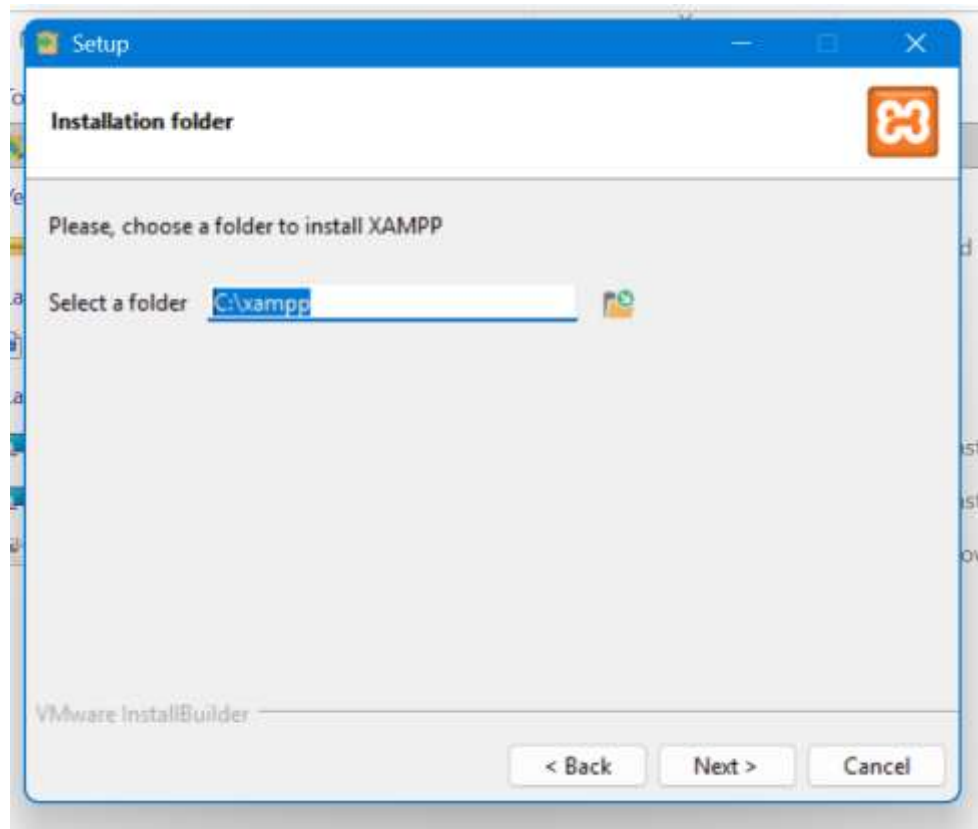 Setup
Installation folder
Please, choose a folder to install XAMPP
Select a folder C:\xampp
VMware InstallBuilder
< Back Next > Cancel